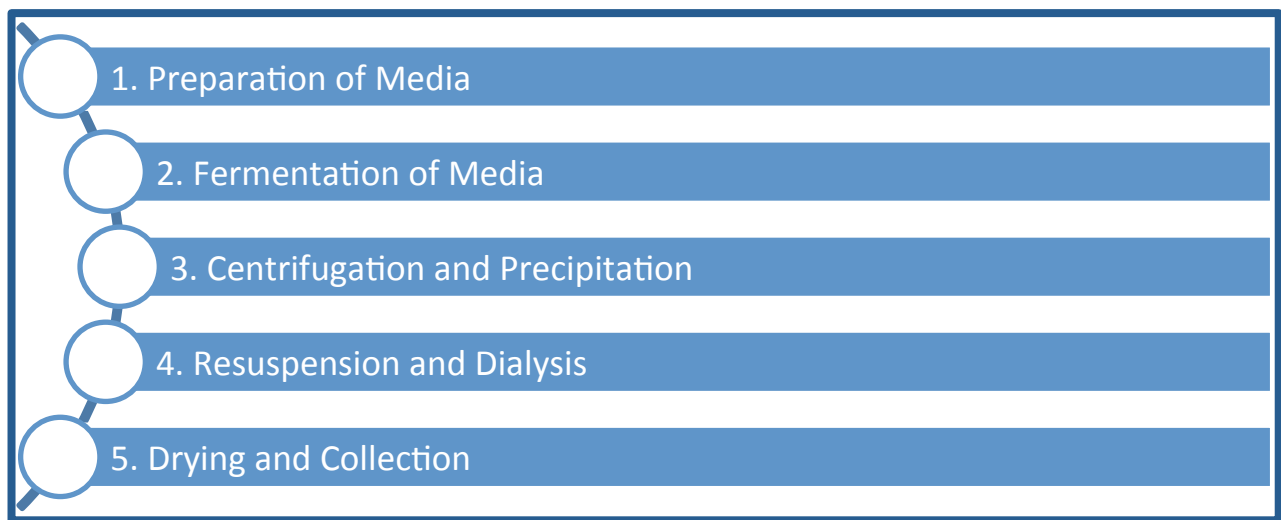 1. Preparation of Media
2. Fermentation of Media
3. Centrifugation and Precipitation
4. Resuspension and Dialysis
5. Drying and Collection